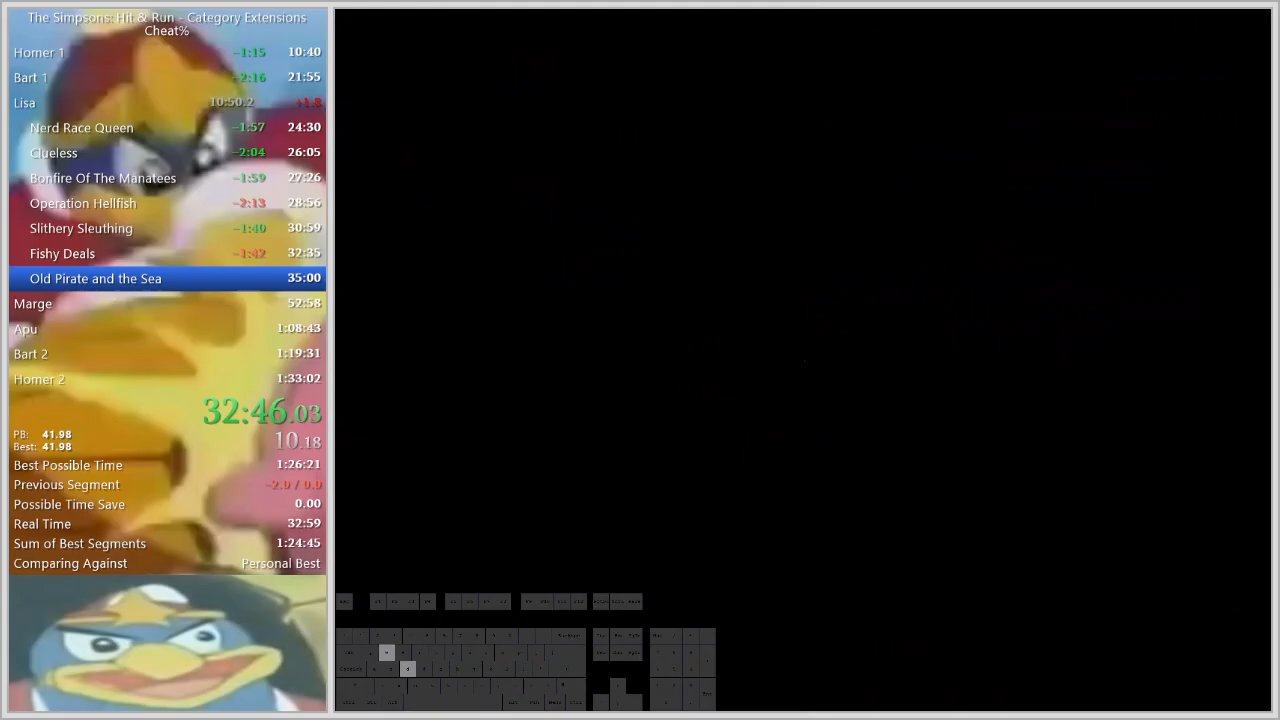 The Simpsons: Hit & Run - Category Extensions
Cheat%
Homer 1 -1:15 10:40
Bart 1 -2:16 21:55
Lisa 10:50.2 +1.8
Nerd Race Queen -1:57 24:30
Clueless -2:04 26:05
Bonfire Of The Manatees -1:59 27:26
Operation Hellfish -2:13 28:56
Slithery Sleuthing -1:40 30:59
Fishy Deals -1:42 32:35
Old Pirate and the Sea 35:00
Marge 52:58
Apu 1:08:43
Bart 2 1:19:31
Homer 2 1:33:02
32:46.03
PB: 41.98
Best: 41.98
10.18
Best Possible Time 1:26:21
Previous Segment -2.0 / 0.0
Possible Time Save 0.00
Real Time 32:59
Sum of Best Segments 1:24:45
Comparing Against Personal Best